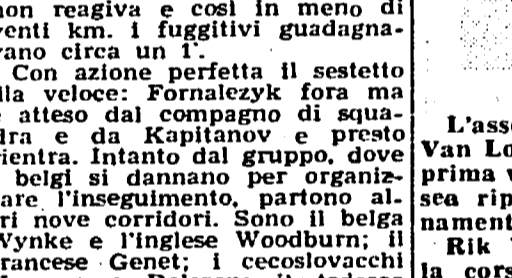 non reagiva e così in meno di
venti km. i fuggitivi guadagna-
vano circa un 1'.
Con azione perfetta il sestetto
lla veloce: Fornalezyk fora ma
è atteso dal compagno di squa-
dra e da Kapitanov e presto
rientra. Intanto dal gruppo, dove
i belgi si dannano per organiz-
zare l'inseguimento, partono al-
tri nove corridori. Sono il belga
Wynke e l'inglese Woodburn; il
francese Genet; i cecoslovacchi
L'asse
Van Lo
prima v
sea rip
nament
Rik
la cors